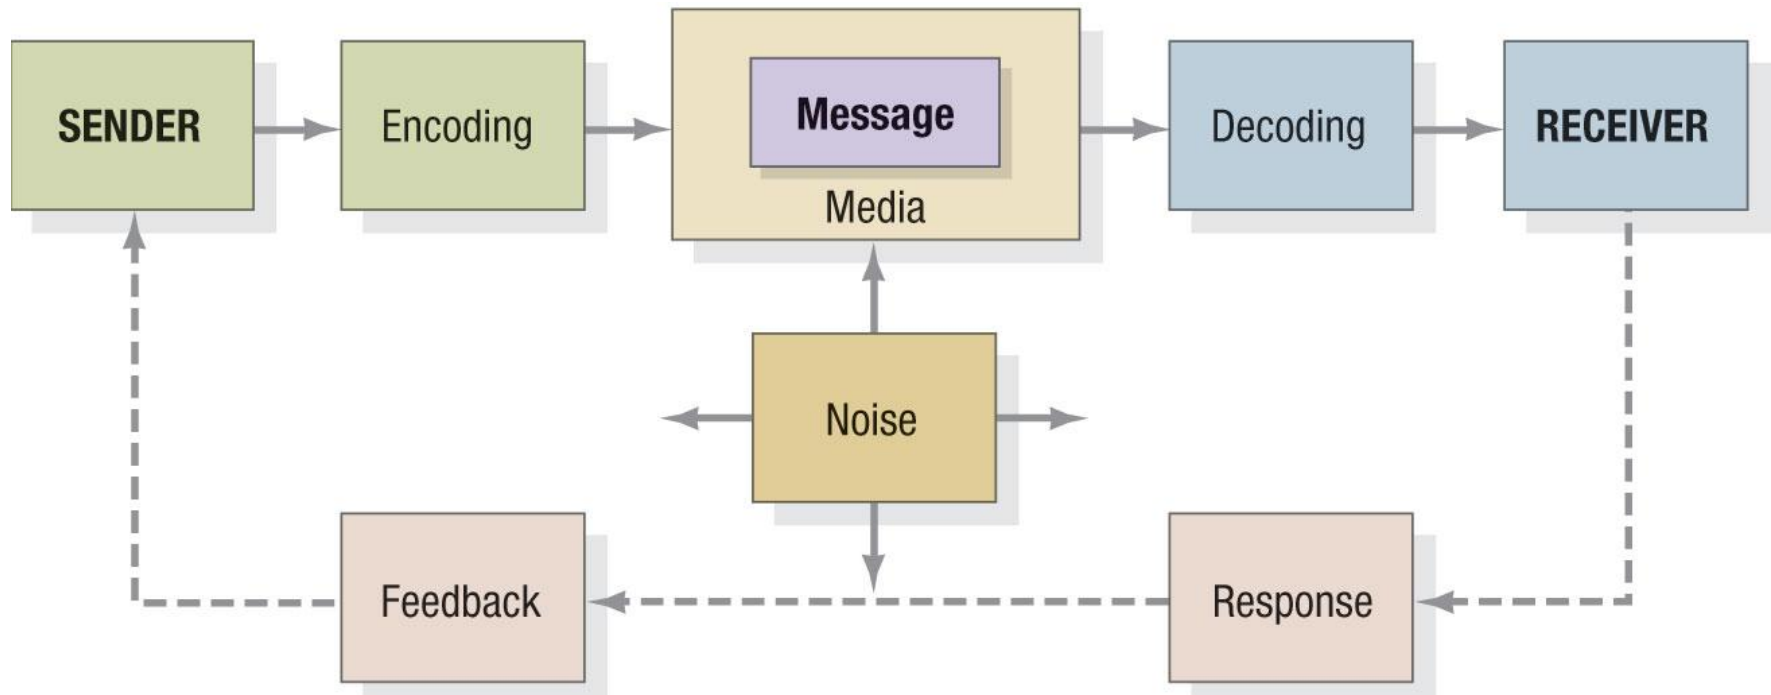 SENDER
Encoding
Message
Media
Decoding
RECEIVER
Noise
Feedback
Response